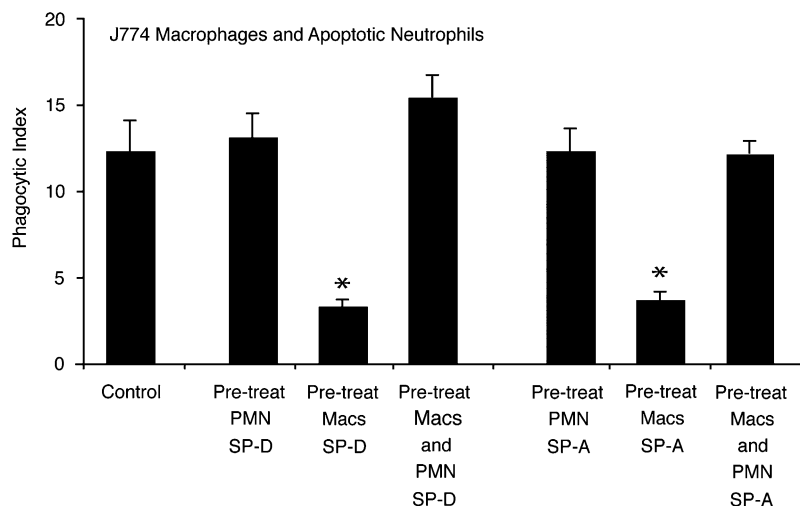 20
J774 Macrophages and Apoptotic Neutrophils
15
10
5
0
Phagocytic Index
*
*
Control
Pre-treat
PMN
SP-D
Pre-treat
Macs
SP-D
Pre-treat
Macs
and
PMN
SP-D
Pre-treat
PMN
SP-A
Pre-treat
Macs
SP-A
Pre-treat
Macs
and
PMN
SP-A